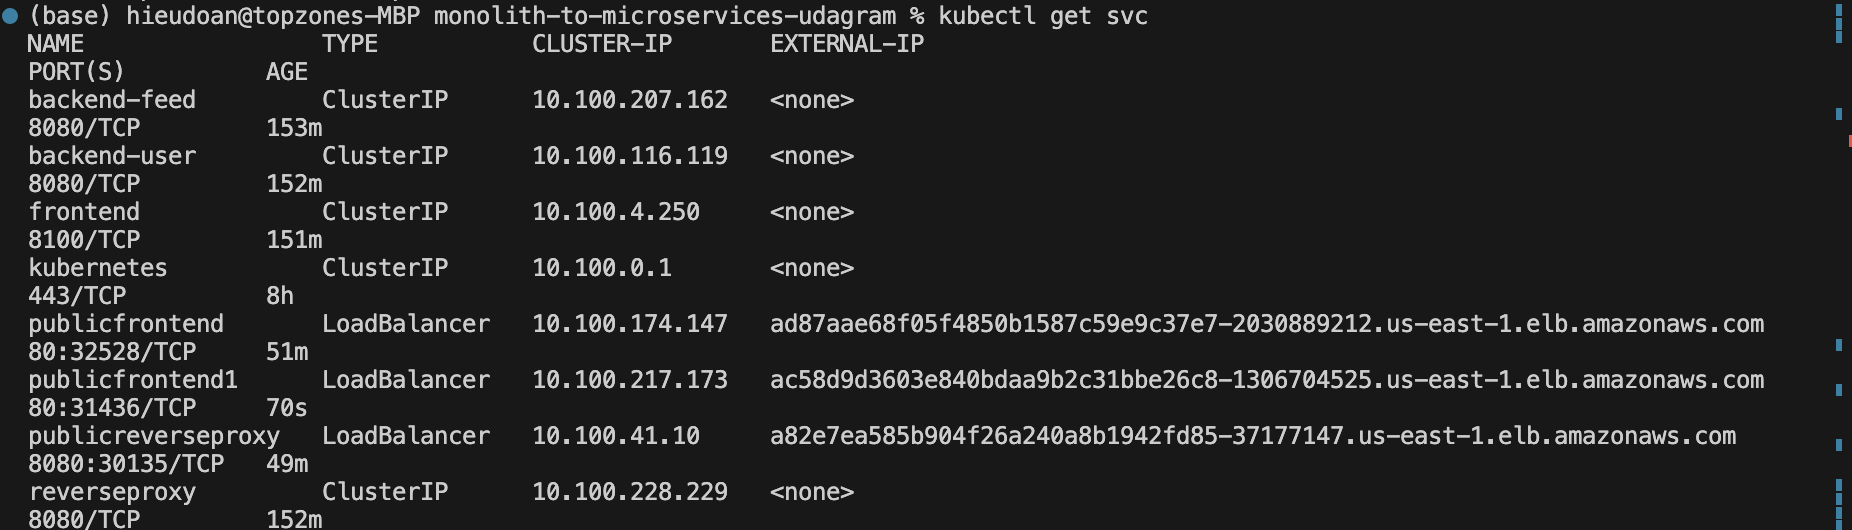 (base) hieudoan@topzones-MBP monolith-to-microservices-udagram % kubectl get svc
NAME TYPE CLUSTER-IP EXTERNAL-IP
PORT(S) AGE
backend-feed ClusterIP 10.100.207.162 <none>
8080/TCP 153m
backend-user ClusterIP 10.100.116.119 <none>
8080/TCP 152m
frontend ClusterIP 10.100.4.250 <none>
8100/TCP 151m
kubernetes ClusterIP 10.100.0.1 <none>
443/TCP 8h
publicfrontend LoadBalancer 10.100.174.147 ad87aae68f05f4850b1587c59e9c37e7-2030889212.us-east-1.elb.amazonaws.com
80:32528/TCP 51m
publicfrontend1 LoadBalancer 10.100.217.173 ac58d9d3603e840bdaa9b2c31bbe26c8-1306704525.us-east-1.elb.amazonaws.com
80:31436/TCP 70s
publicreverseproxy LoadBalancer 10.100.41.10 a82e7ea585b904f26a240a8b1942fd85-37177147.us-east-1.elb.amazonaws.com
8080:30135/TCP 49m
reverseproxy ClusterIP 10.100.228.229 <none>
8080/TCP 152m